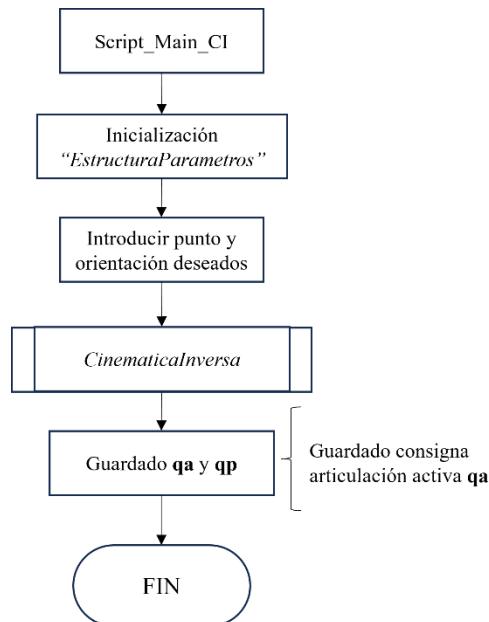 Script_Main_CI
Inicialización
“EstructuraParametros”
Introducir punto y
orientación deseados
CinematicaInversa
Guardado qa y qp
Guardado consigna
articulación activa qa
FIN